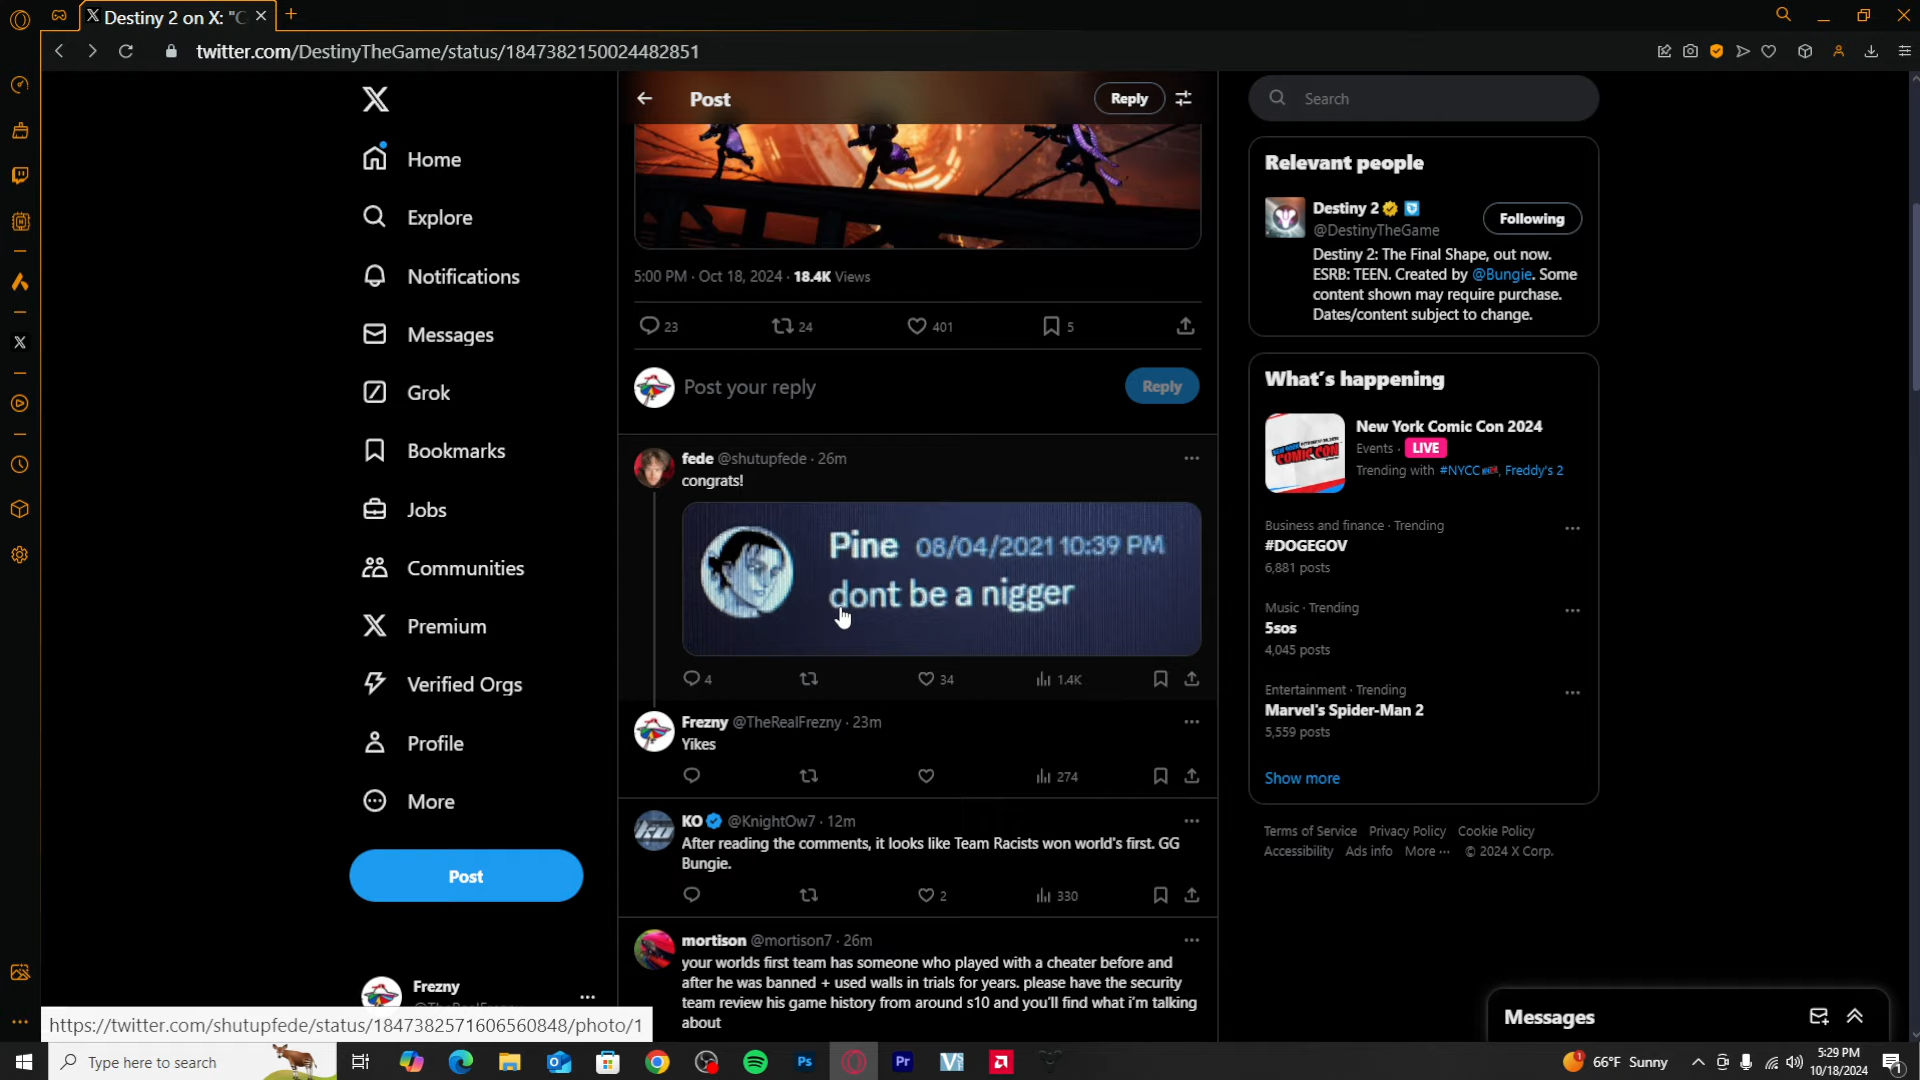 Destiny 2 on X: "C
twitter.com/DestinyTheGame/status/1847382150024482851
Home
Explore
Notifications
Messages
Grok
Bookmarks
Jobs
Communities
Premium
Verified Orgs
Profile
More
Post
Frezny
https://twitter.com/shutupfede/status/1847382571606560848/photo/1
Post
Reply
5:00 PM · Oct 18, 2024 · 18.4K Views
23 24 401 5
Post your reply
Reply
fede @shutupfede · 26m
congrats!
Pine 08/04/2021 10:39 PM
dont be a nigger
4 34 1.4K
Frezny @TheRealFrezny · 23m
Yikes
274
KO @KnightOw7 · 12m
After reading the comments, it looks like Team Racists won world's first. GG
Bungie.
2 330
mortison @mortison7 · 26m
your worlds first team has someone who played with a cheater before and
after he was banned + used walls in trials for years. please have the security
team review his game history from around s10 and you'll find what i'm talking
about
Search
Relevant people
Destiny 2
@DestinyTheGame
Following
Destiny 2: The Final Shape, out now.
ESRB: TEEN. Created by @Bungie. Some
content shown may require purchase.
Dates/content subject to change.
What's happening
New York Comic Con 2024
Events · LIVE
Trending with #NYCC, Freddy's 2
Business and finance · Trending
#DOGEGOV
6,881 posts
Music · Trending
5sos
4,045 posts
Entertainment · Trending
Marvel's Spider-Man 2
5,559 posts
Show more
Terms of Service Privacy Policy Cookie Policy
Accessibility Ads info More ··· © 2024 X Corp.
Messages
Type here to search
66°F Sunny
5:29 PM
10/18/2024